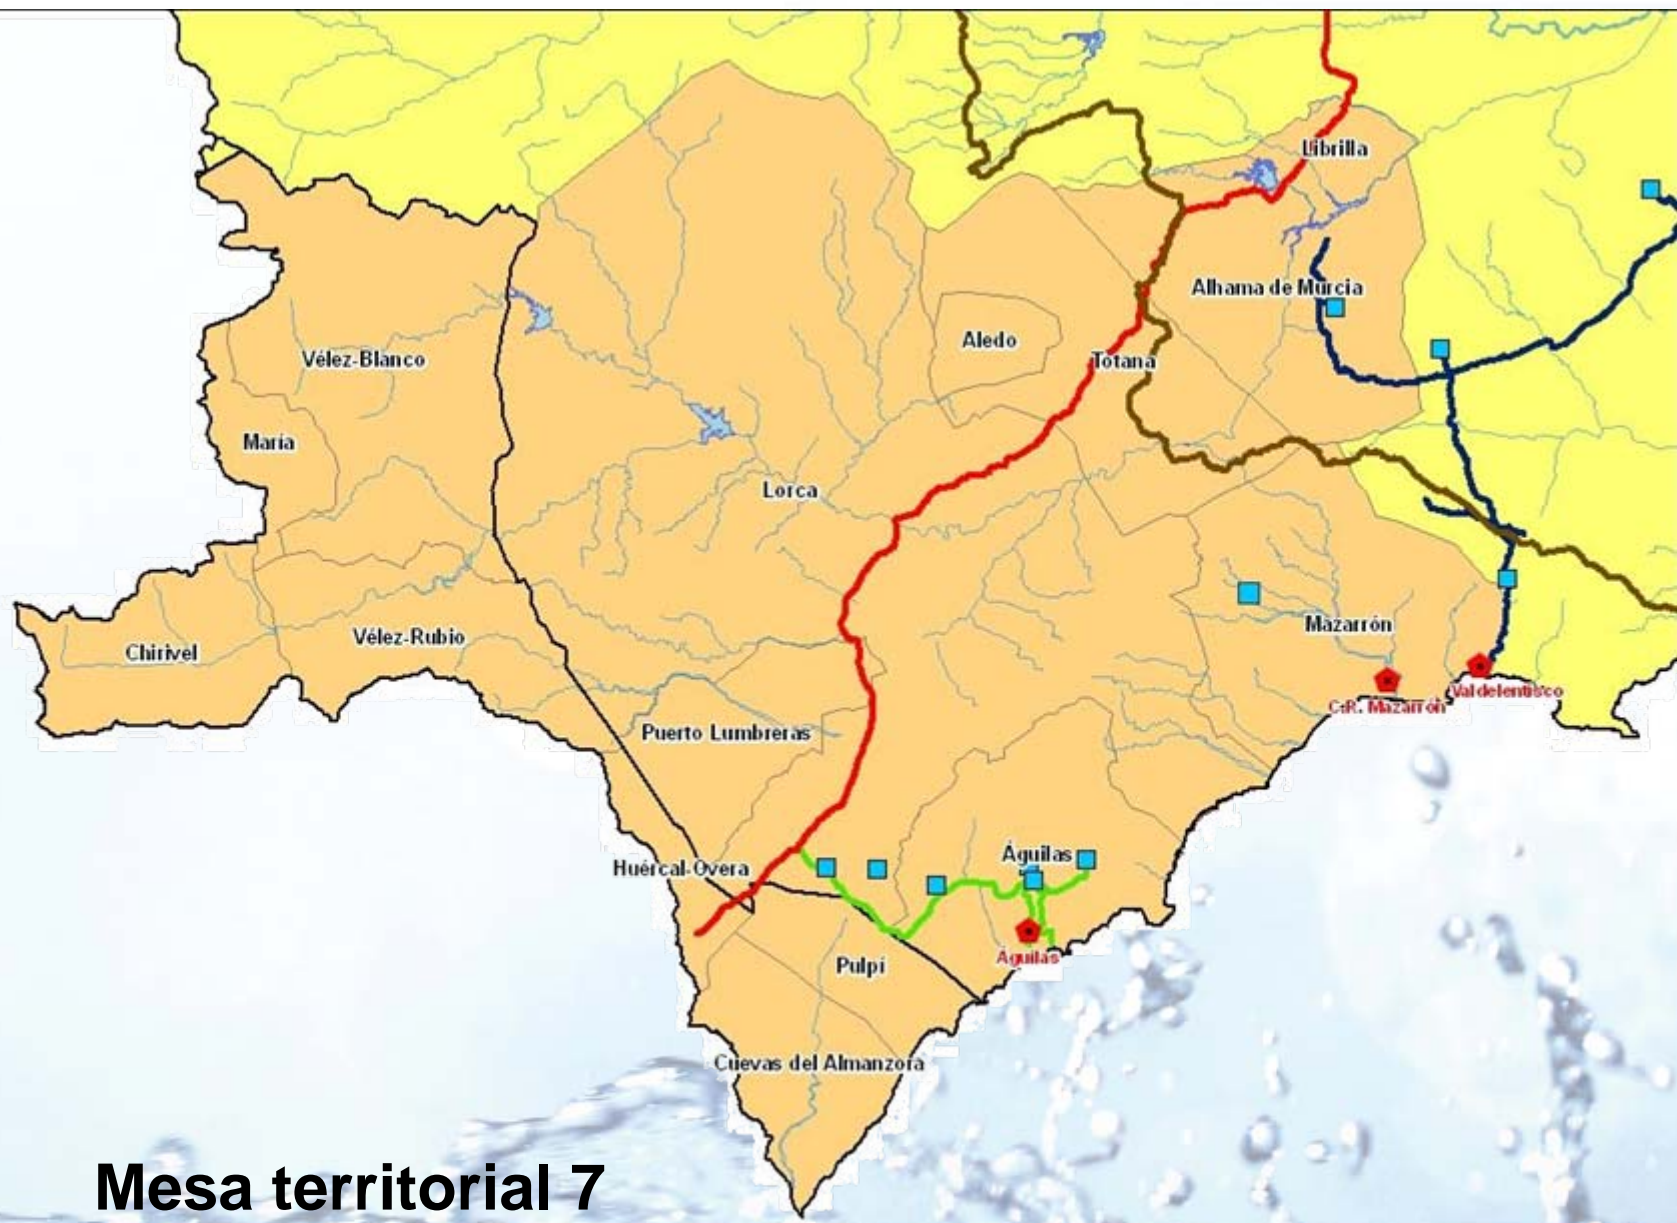 Librilla
Alhama de Murcia
Aledo
Totana
Vélez-Blanco
María
Lorca
Mazarrón
Chirivel
Vélez-Rubio
Valdelentisco
C.R. Mazarrón
Puerto Lumbreras
Águilas
Huércal-Overa
Águilas
Pulpí
Cuevas del Almanzora
Mesa territorial 7